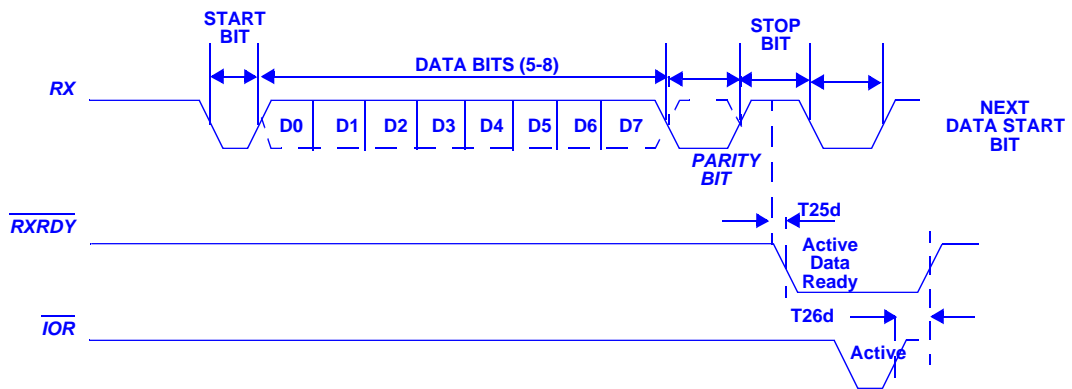 START
BIT
STOP
BIT
DATA BITS (5-8)
RX
D0 D1 D2 D3 D4 D5 D6 D7
PARITY
BIT
NEXT
DATA START
BIT
T25d
RXRDY
Active
Data
Ready
T26d
IOR
Active